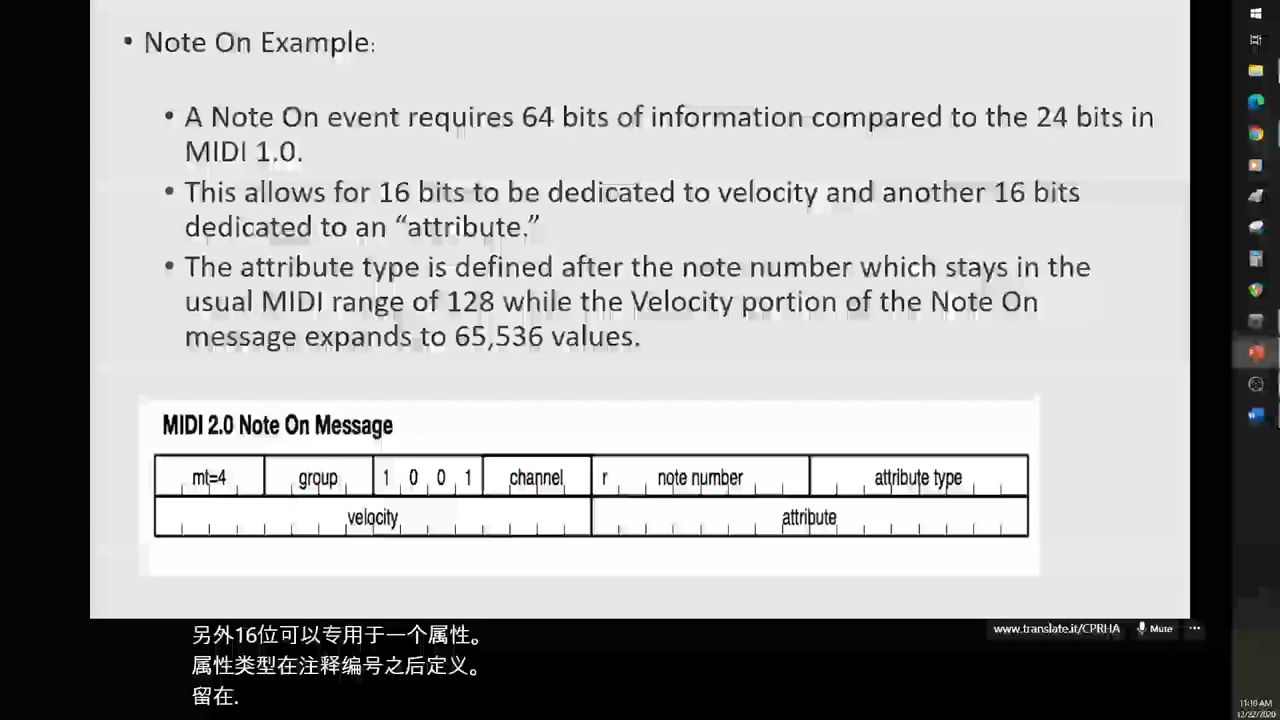 • Note On Example:
• A Note On event requires 64 bits of information compared to the 24 bits in
MIDI 1.0.
• This allows for 16 bits to be dedicated to velocity and another 16 bits
dedicated to an “attribute.”
• The attribute type is defined after the note number which stays in the
usual MIDI range of 128 while the Velocity portion of the Note On
message expands to 65,536 values.
MIDI 2.0 Note On Message
mt=4 group 1 0 0 1 channel r note number attribute type
velocity attribute
另外16位可以专用于一个属性。
属性类型在注释编号之后定义。
留在.
www.translate.it/CPRHA Mute ...
11:10 AM
12/22/2020